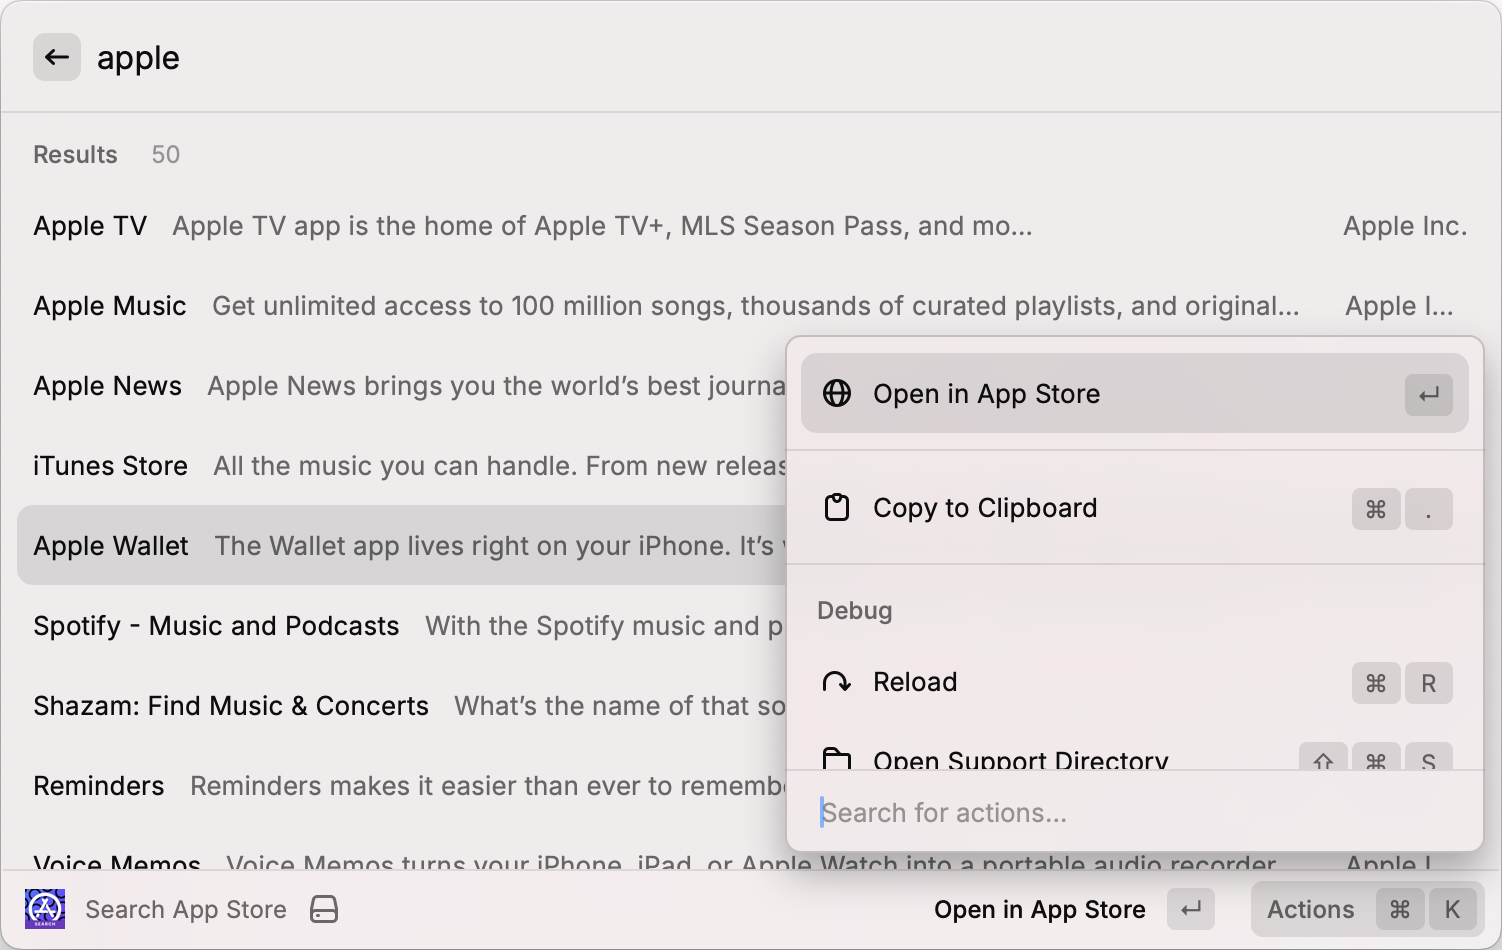 apple
Results 50
Apple TV Apple TV app is the home of Apple TV+, MLS Season Pass, and mo... Apple Inc.
Apple Music Get unlimited access to 100 million songs, thousands of curated playlists, and original... Apple I...
Apple News Apple News brings you the world’s best journa
iTunes Store All the music you can handle. From new releas
Apple Wallet The Wallet app lives right on your iPhone. It’s
Spotify - Music and Podcasts With the Spotify music and p
Shazam: Find Music & Concerts What’s the name of that so
Reminders Reminders makes it easier than ever to rememb
Voice Memos Voice Memos turns your iPhone, iPad, or Apple Watch into a portable audio recorder Apple I
Open in App Store ↵
Copy to Clipboard ⌘ .
Debug
Reload ⌘ R
Open Support Directory ⇧ ⌘ S
Search for actions...
SEARCH
Search App Store
Open in App Store ↵
Actions ⌘ K